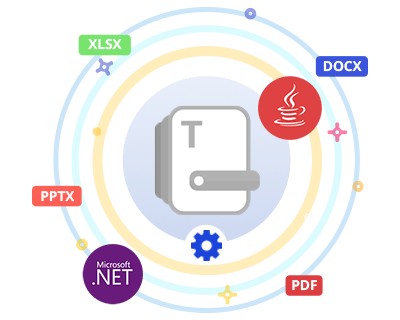 XLSX
DOCX
T
PPTX
Microsoft
.NET
PDF